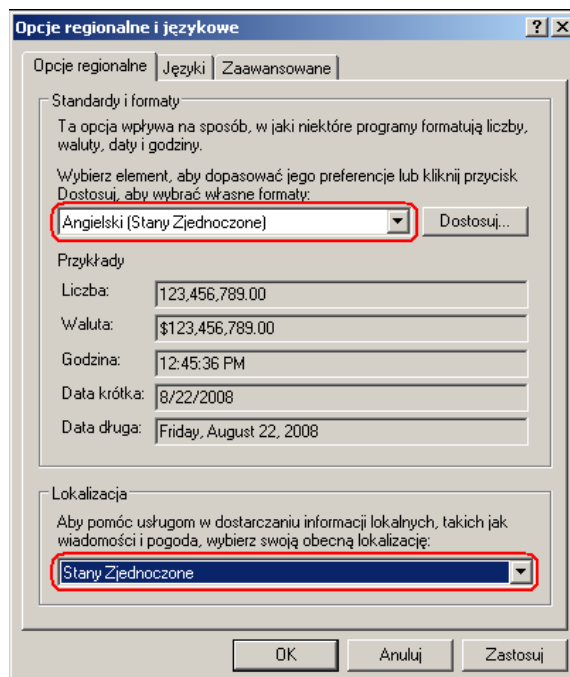 Opcje regionalne i językowe
Opcje regionalne Języki Zaawansowane
Standardy i formaty
Ta opcja wpływa na sposób, w jaki niektóre programy formatują liczby,
waluty, daty i godziny.
Wybierz element, aby dopasować jego preferencje lub kliknij przycisk
Dostosuj, aby wybrać własne formaty:
Angielski (Stany Zjednoczone) Dostosuj...
Przykłady
Liczba: 123,456,789.00
Waluta: $123,456,789.00
Godzina: 12:45:36 PM
Data krótka: 8/22/2008
Data długa: Friday, August 22, 2008
Lokalizacja
Aby pomóc usługom w dostarczaniu informacji lokalnych, takich jak
wiadomości i pogoda, wybierz swoją obecną lokalizację:
Stany Zjednoczone
OK Anuluj Zastosuj